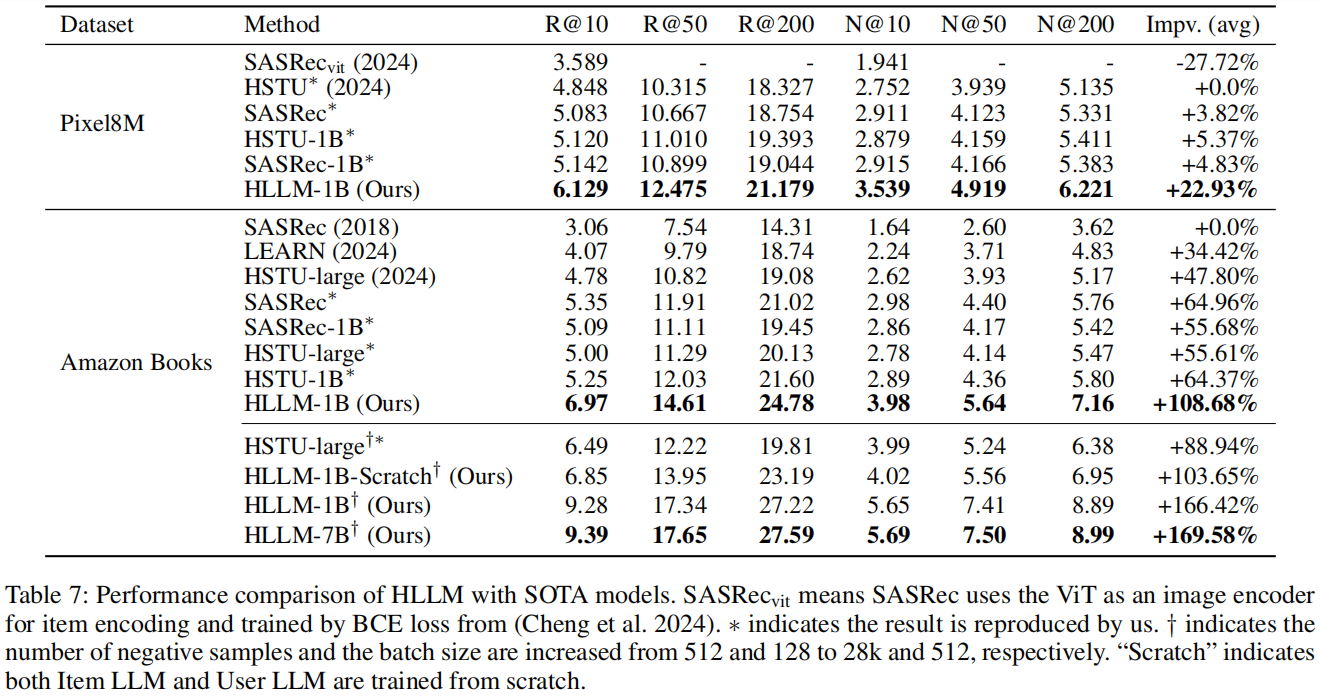 Dataset Method R@10 R@50 R@200 N@10 N@50 N@200 Impv. (avg)
Pixel8M
SASRecvit (2024) 3.589 - - 1.941 - - -27.72%
HSTU* (2024) 4.848 10.315 18.327 2.752 3.939 5.135 +0.0%
SASRec* 5.083 10.667 18.754 2.911 4.123 5.331 +3.82%
HSTU-1B* 5.120 11.010 19.393 2.879 4.159 5.411 +5.37%
SASRec-1B* 5.142 10.899 19.044 2.915 4.166 5.383 +4.83%
HLLM-1B (Ours) 6.129 12.475 21.179 3.539 4.919 6.221 +22.93%
Amazon Books
SASRec (2018) 3.06 7.54 14.31 1.64 2.60 3.62 +0.0%
LEARN (2024) 4.07 9.79 18.74 2.24 3.71 4.83 +34.42%
HSTU-large (2024) 4.78 10.82 19.08 2.62 3.93 5.17 +47.80%
SASRec* 5.35 11.91 21.02 2.98 4.40 5.76 +64.96%
SASRec-1B* 5.09 11.11 19.45 2.86 4.17 5.42 +55.68%
HSTU-large* 5.00 11.29 20.13 2.78 4.14 5.47 +55.61%
HSTU-1B* 5.25 12.03 21.60 2.89 4.36 5.80 +64.37%
HLLM-1B (Ours) 6.97 14.61 24.78 3.98 5.64 7.16 +108.68%
HSTU-large†* 6.49 12.22 19.81 3.99 5.24 6.38 +88.94%
HLLM-1B-Scratch† (Ours) 6.85 13.95 23.19 4.02 5.56 6.95 +103.65%
HLLM-1B† (Ours) 9.28 17.34 27.22 5.65 7.41 8.89 +166.42%
HLLM-7B† (Ours) 9.39 17.65 27.59 5.69 7.50 8.99 +169.58%
Table 7: Performance comparison of HLLM with SOTA models. SASRecvit means SASRec uses the ViT as an image encoder
for item encoding and trained by BCE loss from (Cheng et al. 2024). * indicates the result is reproduced by us. † indicates the
number of negative samples and the batch size are increased from 512 and 128 to 28k and 512, respectively. “Scratch” indicates
both Item LLM and User LLM are trained from scratch.